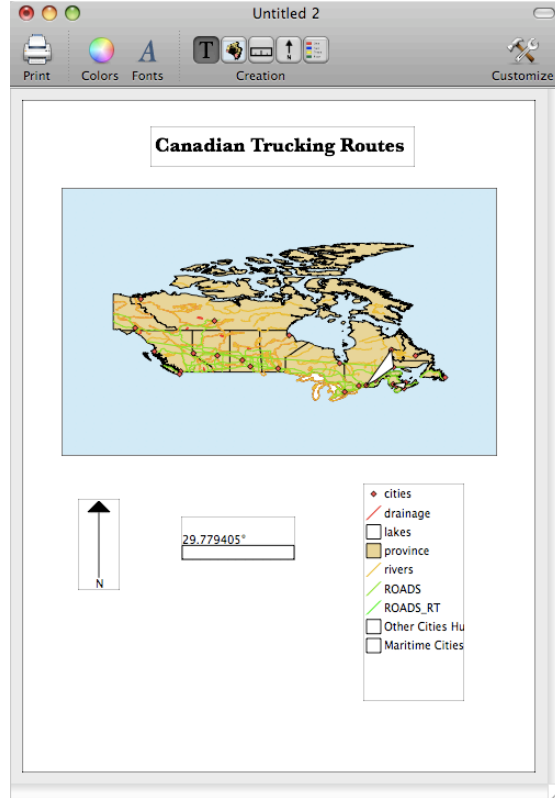 Untitled 2
Print
Colors
Fonts
T
N
Creation
Customize
Canadian Trucking Routes
cities
drainage
lakes
province
rivers
ROADS
ROADS_RT
Other Cities Hu
Maritime Cities
29.779405°
N